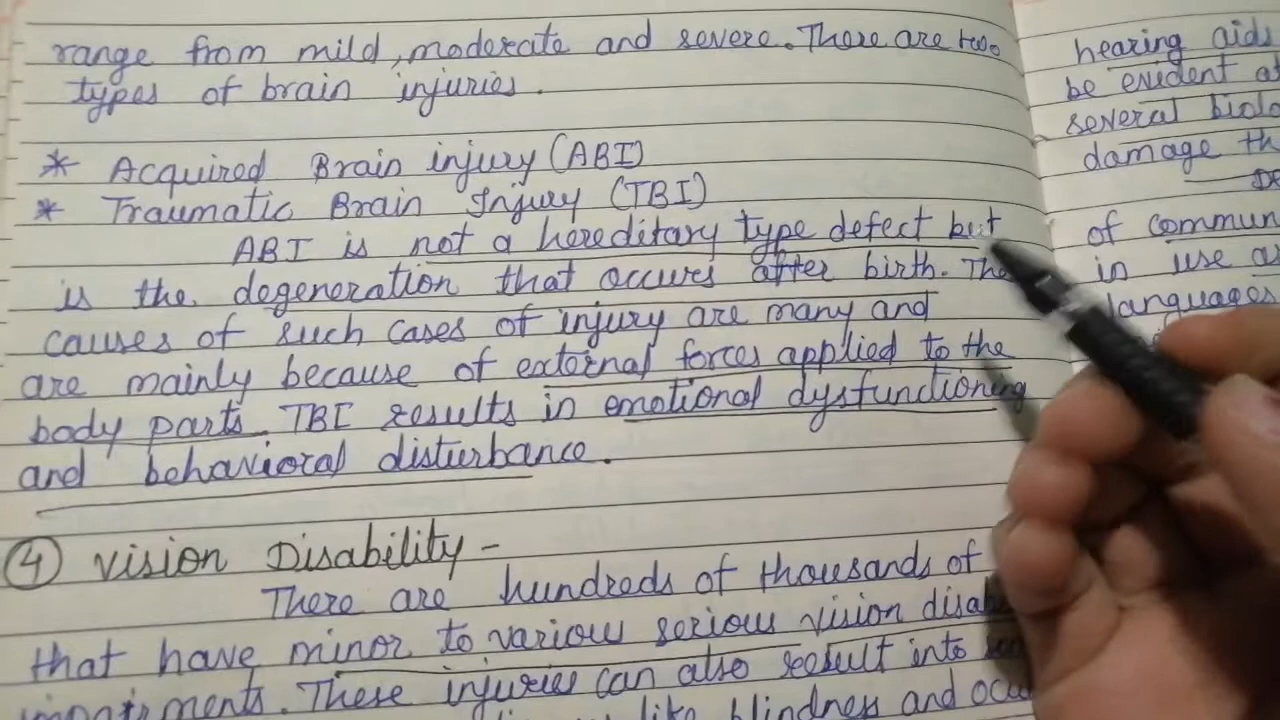 range from mild, moderate and severe. There are two
types of brain injuries.
* Acquired Brain injury (ABI)
* Traumatic Brain Injury (TBI)
ABI is not a hereditary type defect but
is the degeneration that occurs after birth. The
causes of such cases of injury are many and
are mainly because of external forces applied to the
body parts. TBI results in emotional dysfunctioning
and behavioral disturbance.
④ Vision Disability -
There are hundreds of thousands of
that have minor to various serious vision
impairments. These injuries can also result into
like blindness and
hearing aids
be evident
several
damage
of
in use
languages